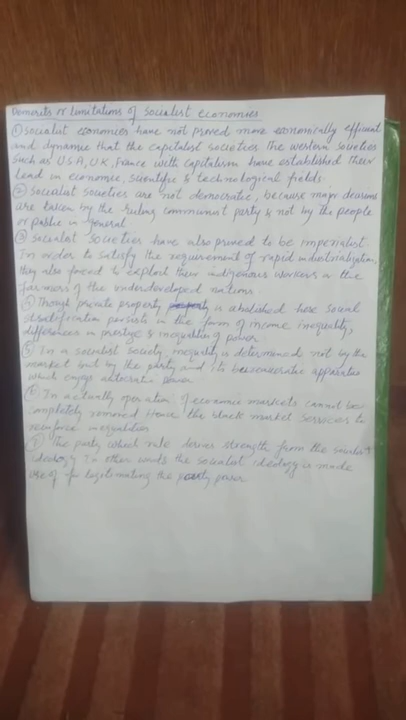 Demerits or limitations of Socialist economies
① Socialist economies have not proved more economically efficient
and dynamic that the capitalist societies. The western societies
Such as U.S.A, U.K, France with capitalism have established their
lead in economic, scientific & technological fields.
② Socialist societies are not democratic, because major decisions
are taken by the ruling communist party & not by the people
or public in general
③ Socialist Societies have also proved to be imperialist.
In order to satisfy the requirement of rapid industrialization,
they also forced to exploit their indigenous workers or the
farmers of the underdeveloped nations.
④ Though private property is abolished here social
stratification persists in the form of income inequality,
differences in prestige & inequalities of power.
⑤ In a socialist society, inequality is determined not by the
market but by the party and its bureaucratic apparatus
which enjoys autocratic power
⑥ In actually operation of economic markets cannot be
completely removed Hence the black market services to
reinforce inequalities
⑦ The party which rule derives strength from the socialist
ideology In other words the socialist ideology is made
use of for legitimating the party power